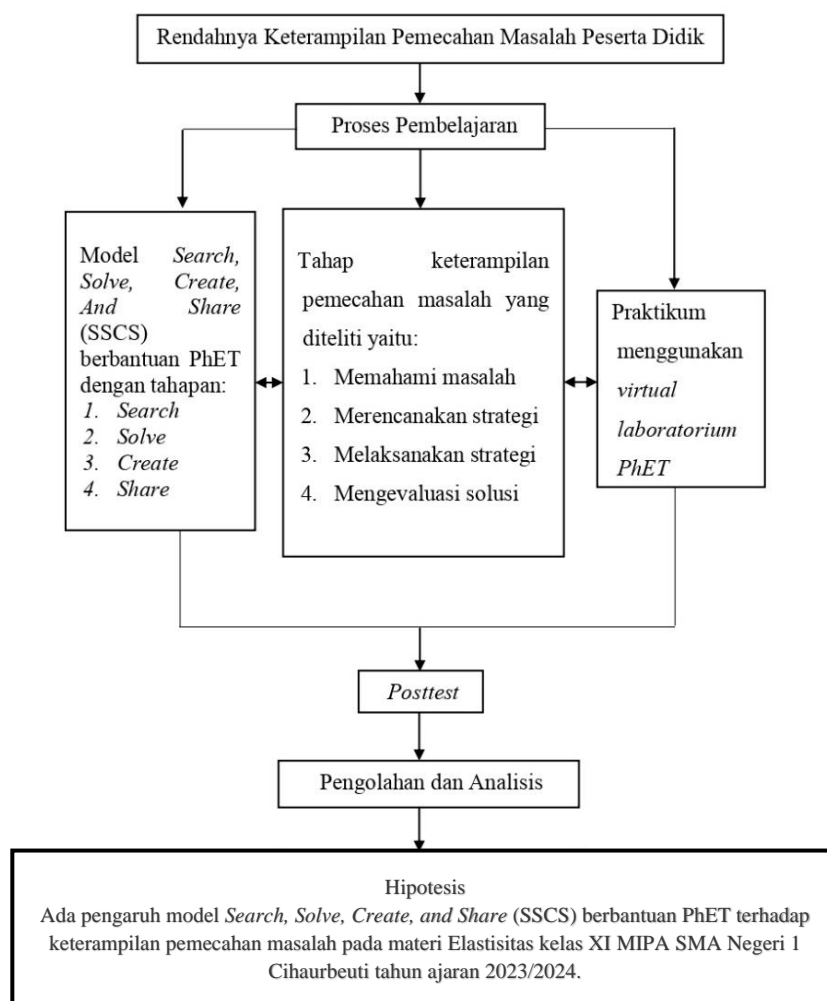 Rendahnya Keterampilan Pemecahan Masalah Peserta Didik
Proses Pembelajaran
Model Search,
Solve, Create,
And Share
(SSCS)
berbantuan PhET
dengan tahapan:
1. Search
2. Solve
3. Create
4. Share
Tahap keterampilan
pemecahan masalah yang
diteliti yaitu:
1. Memahami masalah
2. Merencanakan strategi
3. Melaksanakan strategi
4. Mengevaluasi solusi
Praktikum
menggunakan
virtual
laboratorium
PhET
Posttest
Pengolahan dan Analisis
Hipotesis
Ada pengaruh model Search, Solve, Create, and Share (SSCS) berbantuan PhET terhadap
keterampilan pemecahan masalah pada materi Elastisitas kelas XI MIPA SMA Negeri 1
Cihaurbeuti tahun ajaran 2023/2024.